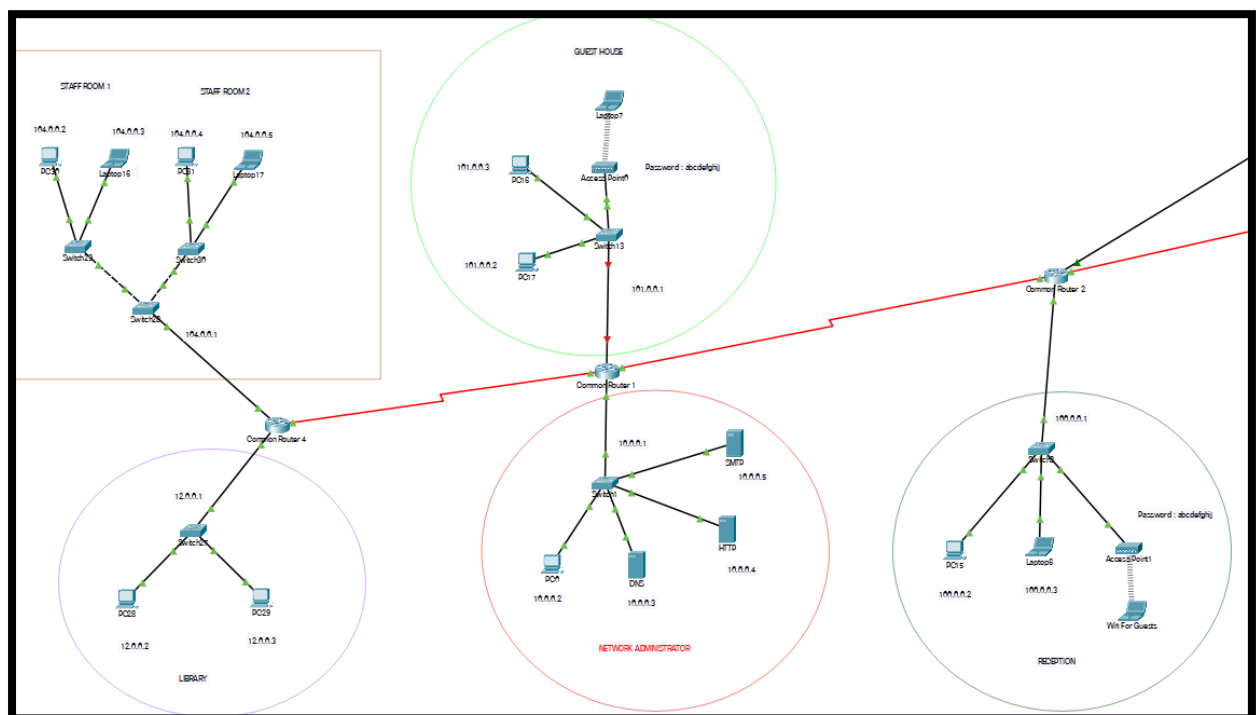 STAFF ROOM 1
STAFF ROOM 2
104.0.0.2
104.0.0.3
104.0.0.4
104.0.0.5
PC30
Laptop16
PC31
Laptop17
Switch29
Switch30
Switch28
104.0.0.1
Common Router 4
12.0.0.1
Switch27
PC28
PC29
12.0.0.2
12.0.0.3
LIBRARY
GUEST HOUSE
Laptop7
101.0.0.3
PC16
Access Point0
Password : abcdefghij
Switch13
101.0.0.2
PC17
101.0.0.1
Common Router 1
10.0.0.1
SMTP
10.0.0.5
Switch1
HTTP
10.0.0.4
PC0
DNS
10.0.0.2
10.0.0.3
NETWORK ADMINISTRATOR
Common Router 2
100.0.0.1
Password : abcdefghij
PC15
Laptop6
Access Point1
100.0.0.2
100.0.0.3
Wifi For Guests
RECEPTION